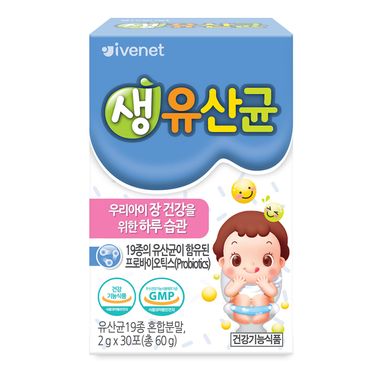 ivenet
생유산균
우리아이 장 건강을
위한 하루 습관
19종의 유산균이 함유된
프로바이오틱스(Probiotics)
건강
기능식품
GMP
유산균19종 혼합분말,
2g x 30포(총 60g)
건강기능식품